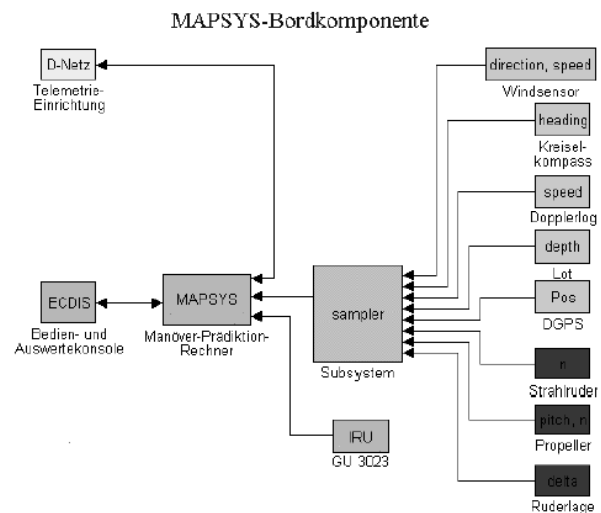 MAPSYS-Bordkomponente
D-Netz
Telemetrie-
Einrichtung
direction, speed
Windsensor
heading
Kreisel-
kompass
speed
Dopplerlog
depth
Lot
Pos
DGPS
n
Strahlruder
pitch, n
Propeller
delta
Ruderlage
sampler
Subsystem
MAPSYS
Manöver-Prädiktion-
Rechner
ECDIS
Bedien- und
Auswertekonsole
IRU
GU 3023